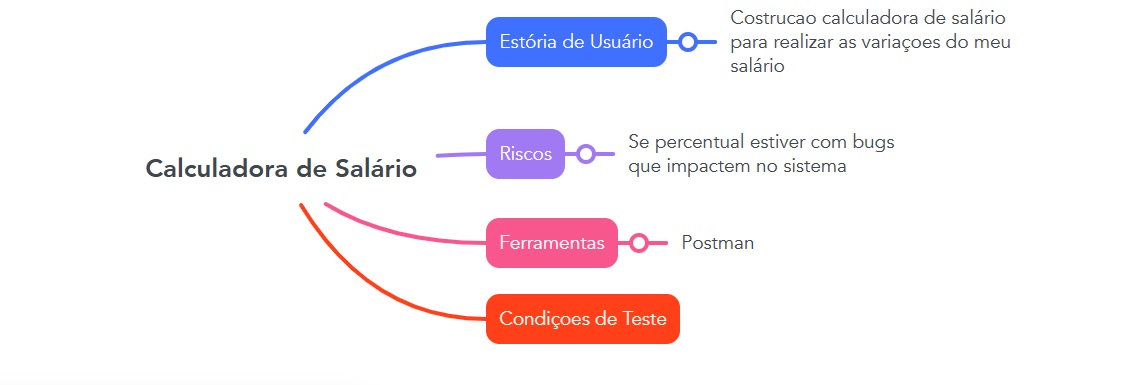 Calculadora de Salário
Estória de Usuário
Costrucao calculadora de salário
para realizar as variaçoes do meu
salário
Riscos
Se percentual estiver com bugs
que impactem no sistema
Ferramentas
Postman
Condiçoes de Teste